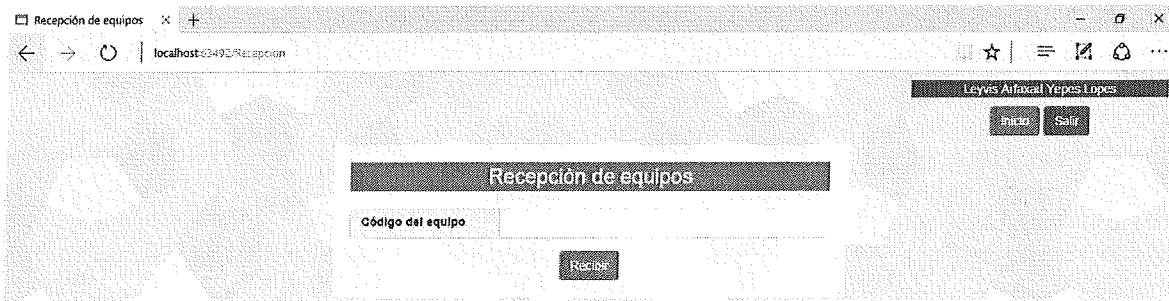 Recepción de equipos
localhost:63492/Recepcion
Leyvis Arfaxad Yepes Lopes
Inicio Salir
Recepción de equipos
Código del equipo
Recibir